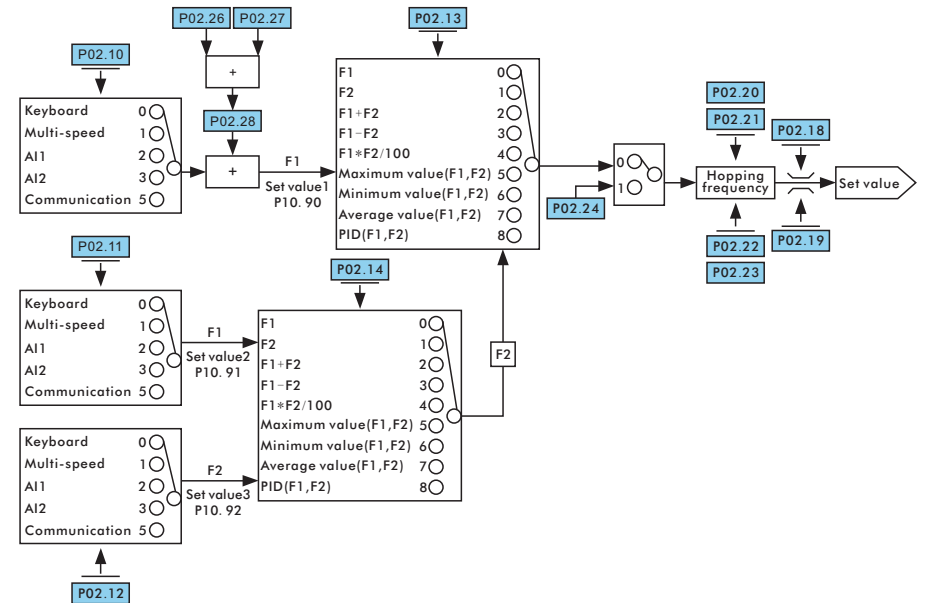 P02.26 P02.27
P02.13
P02.10
+
P02.28
+
Keyboard 0
Multi-speed 1
AI1 2
AI2 3
Communication 5
F1
Set value1
P10. 90
F1 0
F2 1
F1+F2 2
F1-F2 3
F1*F2/100 4
Maximum value(F1,F2) 5
Minimum value(F1,F2) 6
Average value(F1,F2) 7
PID(F1,F2) 8
0
1
P02.24
P02.20
P02.21
Hopping
frequency
P02.22
P02.23
P02.18
P02.19
Set value
P02.11
Keyboard 0
Multi-speed 1
AI1 2
AI2 3
Communication 5
F1
Set value2
P10. 91
P02.14
F1 0
F2 1
F1+F2 2
F1-F2 3
F1*F2/100 4
Maximum value(F1,F2) 5
Minimum value(F1,F2) 6
Average value(F1,F2) 7
PID(F1,F2) 8
F2
Keyboard 0
Multi-speed 1
AI1 2
AI2 3
Communication 5
F2
Set value3
P10. 92
P02.12